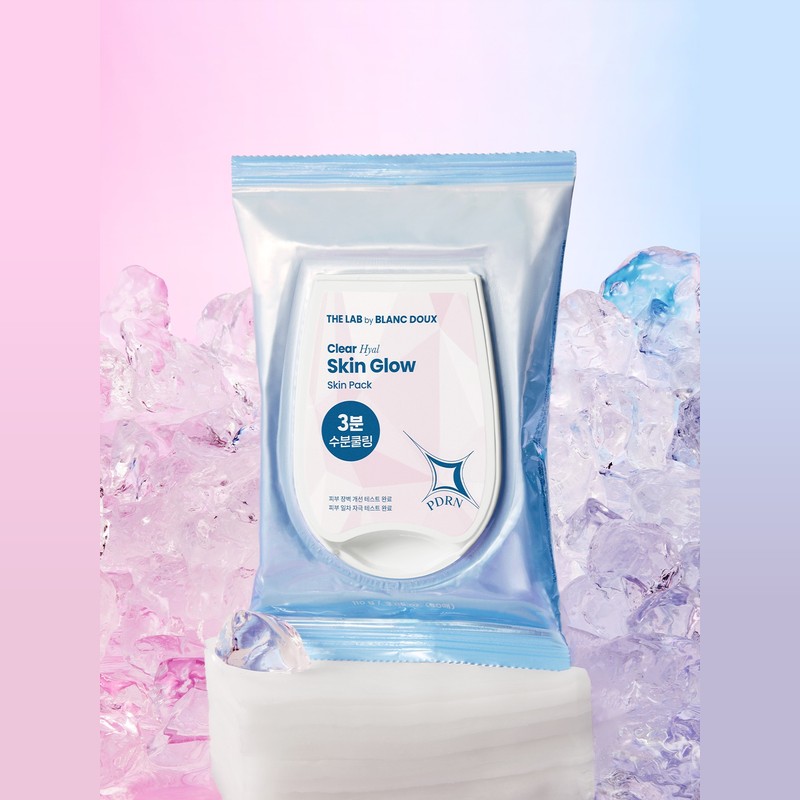 THE LAB by BLANC DOUX
Clear Hyal
Skin Glow
Skin Pack
3분
수분쿨링
PDRN
피부 장벽 개선 테스트 완료
피부 일차 자극 테스트 완료